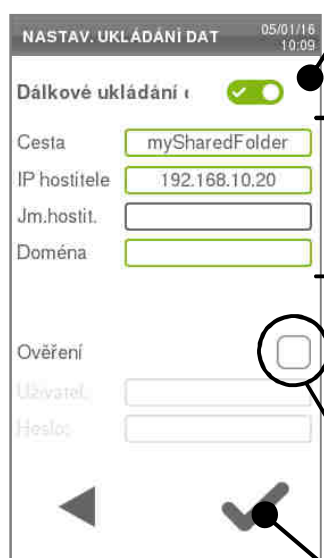 NASTAV. UKLÁDÁNÍ DAT 05/01/16
10:09
Dálkové ukládání
Cesta mySharedFolder
IP hostitele 192.168.10.20
Jm.hostit.
Doména
Ověření
Uživatel:
Heslo: